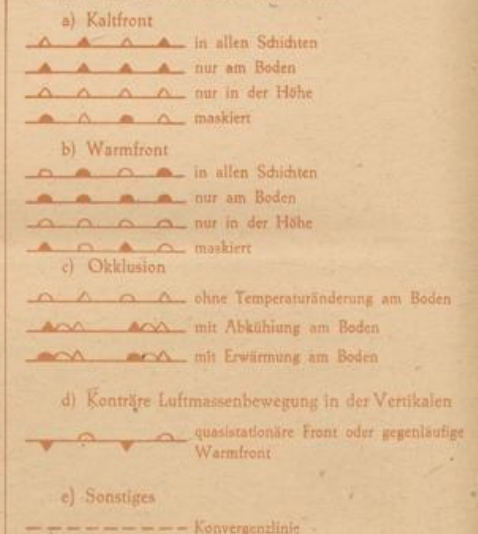 a) Kaltfront
in allen Schichten
nur am Boden
nur in der Höhe
maskiert
b) Warmfront
in allen Schichten
nur am Boden
nur in der Höhe
maskiert
c) Okklusion
ohne Temperaturänderung am Boden
mit Abkühlung am Boden
mit Erwärmung am Boden
d) Konträre Luftmassenbewegung in der Vertikalen
quasistationäre Front oder gegenläufige
Warmfront
e) Sonstiges
Konvergenzlinie